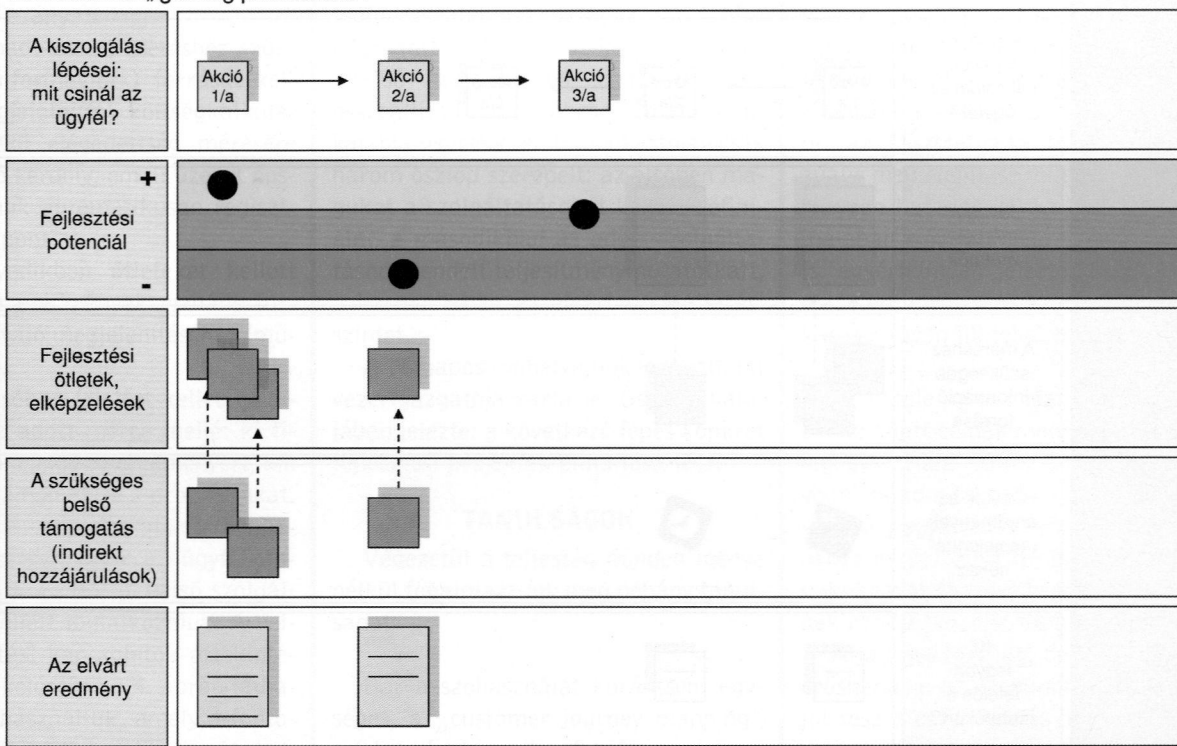 A kiszolgálás
lépései:
mit csinál az
ügyfél?
Akció
1/a
Akció
2/a
Akció
3/a
+
Fejlesztési
potenciál
-
Fejlesztési
ötletek,
elképzelések
A szükséges
belső
támogatás
(indirekt
hozzájárulások)
Az elvárt
eredmény